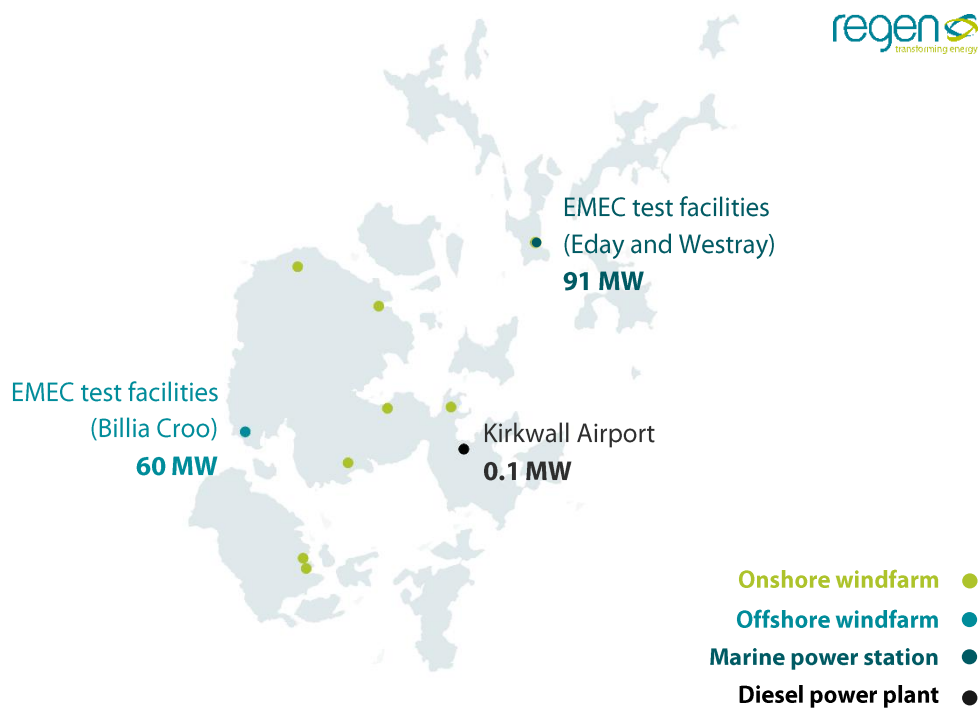 regen
transforming energy
EMEC test facilities
(Eday and Westray)
91 MW
EMEC test facilities
(Billia Croo)
60 MW
Kirkwall Airport
0.1 MW
Onshore windfarm
Offshore windfarm
Marine power station
Diesel power plant